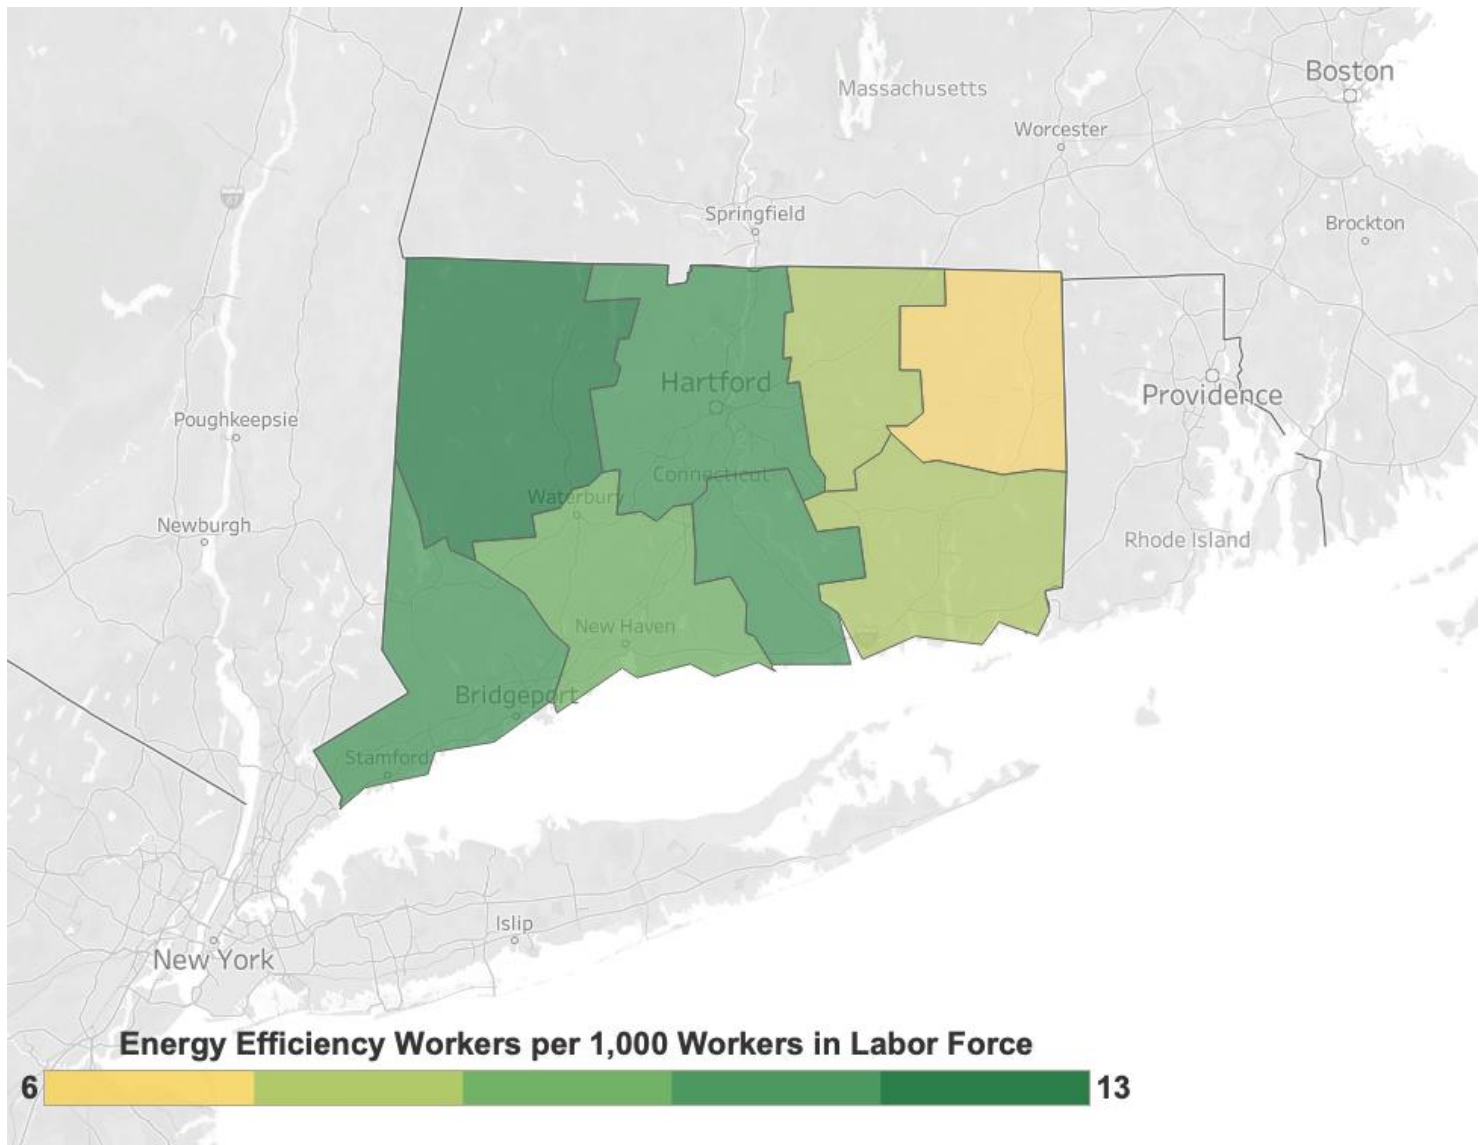 Boston
Massachusetts
Worcester
Springfield
Brockton
Hartford
Providence
Poughkeepsie
Connecticut
Waterbury
Newburgh
Rhode Island
New Haven
Bridgeport
Stamford
Islip
New York
Energy Efficiency Workers per 1,000 Workers in Labor Force
6
13